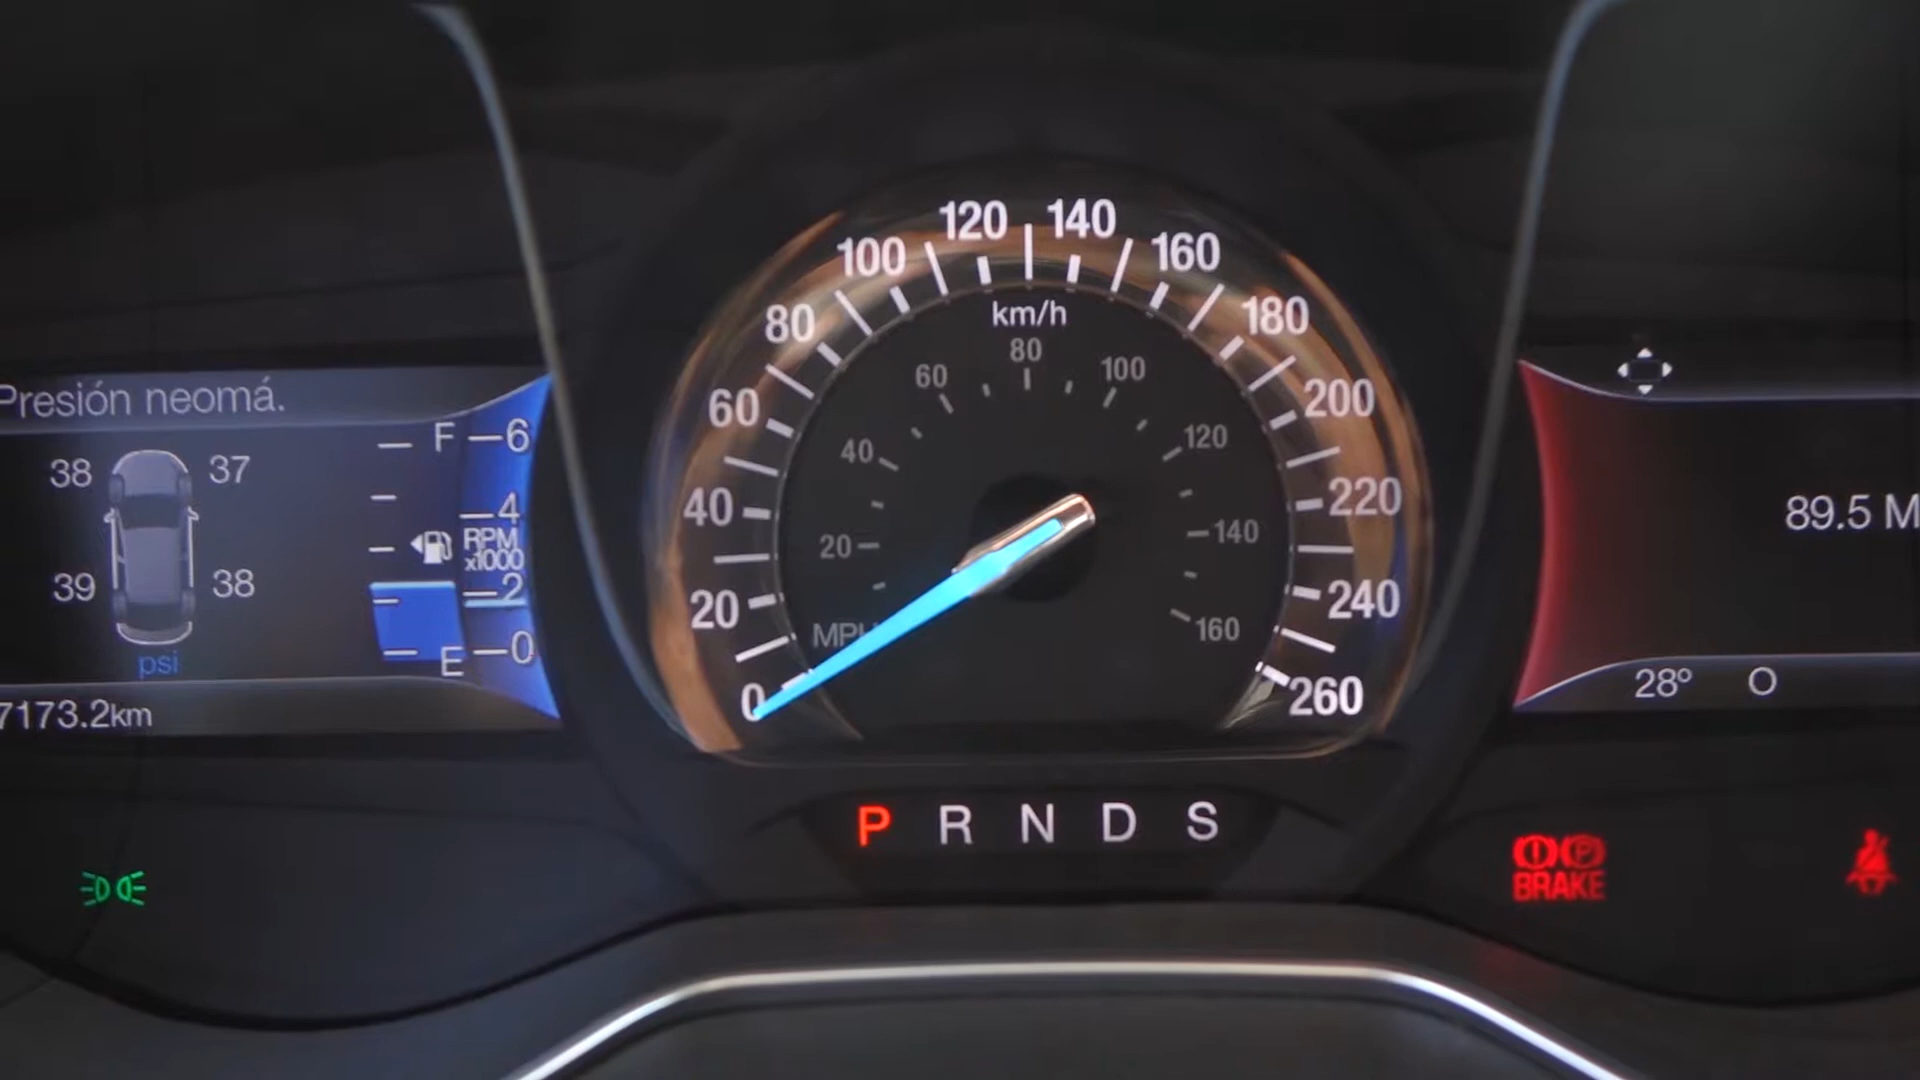 Presión neomá.
38 37
39 38
psi
7173.2km
F
E
6
4
RPM
x1000
2
0
0 20 40 60 80 100 120 140 160 180 200 220 240 260
km/h
20 40 60 80 100 120 140 160
P R N D S
89.5 M
28º O
BRAKE